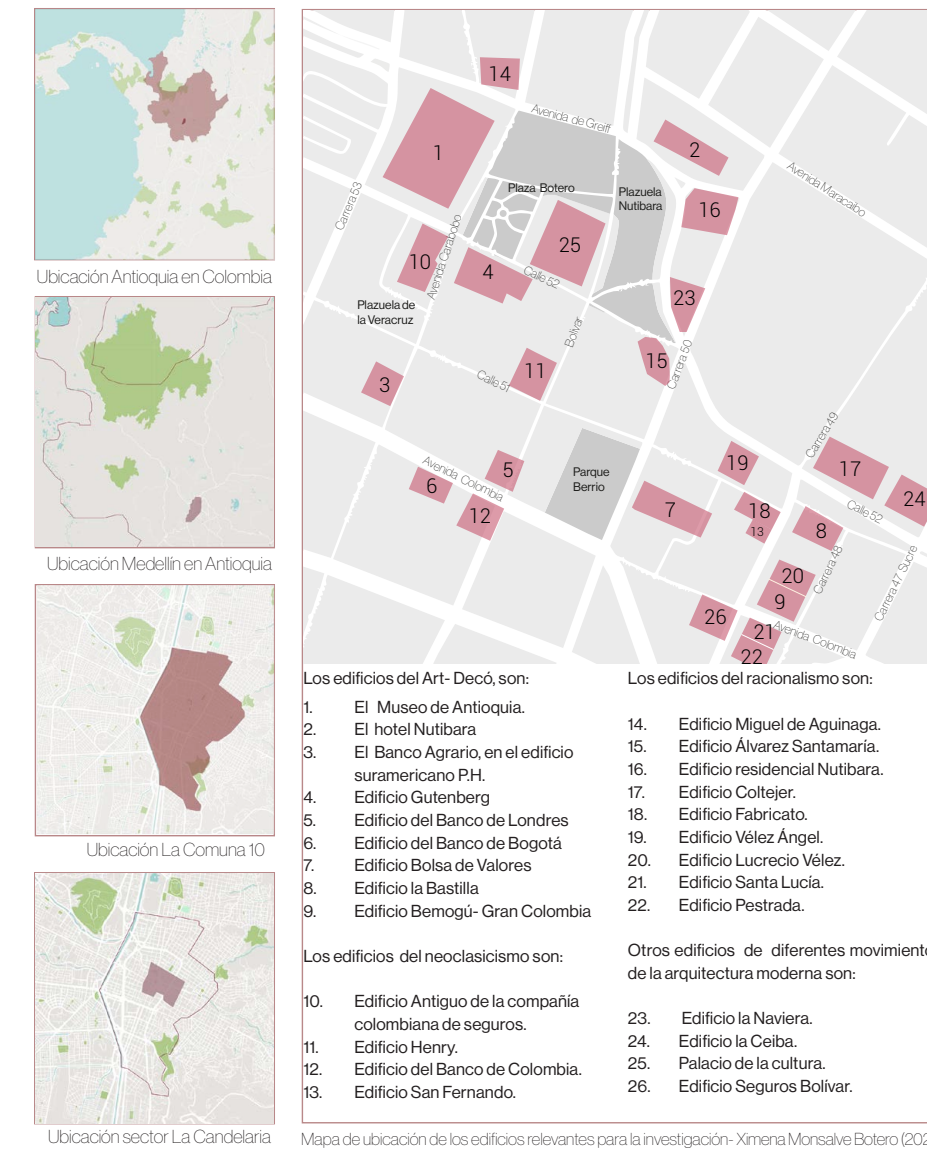 Ubicación Antioquia en Colombia
Ubicación Medellín en Antioquia
Ubicación La Comuna 10
Ubicación sector La Candelaria
14
Avenida de Greiff
1
2
Avenida Maracaibo
Plaza Botero
Plazuela
Nutibara
16
Carrera 53
Avenida Carabobo
25
10
4
Calle 52
23
Plazuela de
la Veracruz
Bolívar
15
Carrera 50
11
Calle 51
3
Carrera 49
Avenida Colombia
5
6
12
Parque
Berrio
19
17
7
18
13
8
24
Calle 52
20
9
Carrera 48
Carrera 47 Sucre
26
21
22
Avenida Colombia
Los edificios del Art- Decó, son:
1. El Museo de Antioquia.
2. El hotel Nutibara
3. El Banco Agrario, en el edificio
suramericano P.H.
4. Edificio Gutenberg
5. Edificio del Banco de Londres
6. Edificio del Banco de Bogotá
7. Edificio Bolsa de Valores
8. Edificio la Bastilla
9. Edificio Bemogú- Gran Colombia
Los edificios del neoclasicismo son:
10. Edificio Antiguo de la compañía
colombiana de seguros.
11. Edificio Henry.
12. Edificio del Banco de Colombia.
13. Edificio San Fernando.
Los edificios del racionalismo son:
14. Edificio Miguel de Aguinaga.
15. Edificio Álvarez Santamaría.
16. Edificio residencial Nutibara.
17. Edificio Coltejer.
18. Edificio Fabricato.
19. Edificio Vélez Ángel.
20. Edificio Lucrecio Vélez.
21. Edificio Santa Lucía.
22. Edificio Pestrada.
Otros edificios de diferentes movimiento
de la arquitectura moderna son:
23. Edificio la Naviera.
24. Edificio la Ceiba.
25. Palacio de la cultura.
26. Edificio Seguros Bolívar.
Mapa de ubicación de los edificios relevantes para la investigación- Ximena Monsalve Botero (202